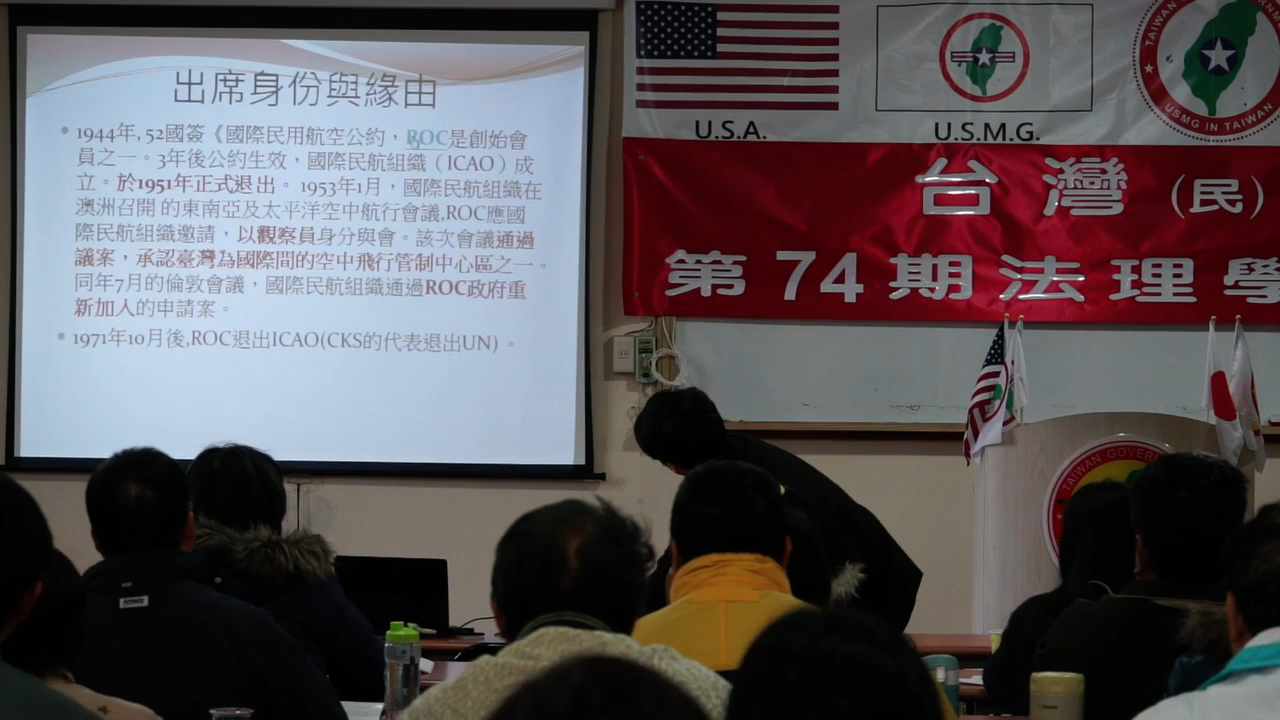 出席身份與緣由
• 1944年, 52國簽《國際民用航空公約，ROC是創始會
員之一。3年後公約生效，國際民航組織（ICAO）成
立。於1951年正式退出。 1953年1月，國際民航組織在
澳洲召開 的東南亞及太平洋空中航行會議,ROC應國
際民航組織邀請，以觀察員身分與會。該次會議通過
議案，承認臺灣為國際間的空中飛行管制中心區之一。
同年7月的倫敦會議，國際民航組織通過ROC政府重
新加入的申請案。
• 1971年10月後,ROC退出ICAO(CKS的代表退出UN) 。
U.S.A.
U.S.M.G.
TAIWAN
USMG IN TAIWAN
台灣（民）
第74期法理學
TAIWAN GOVER